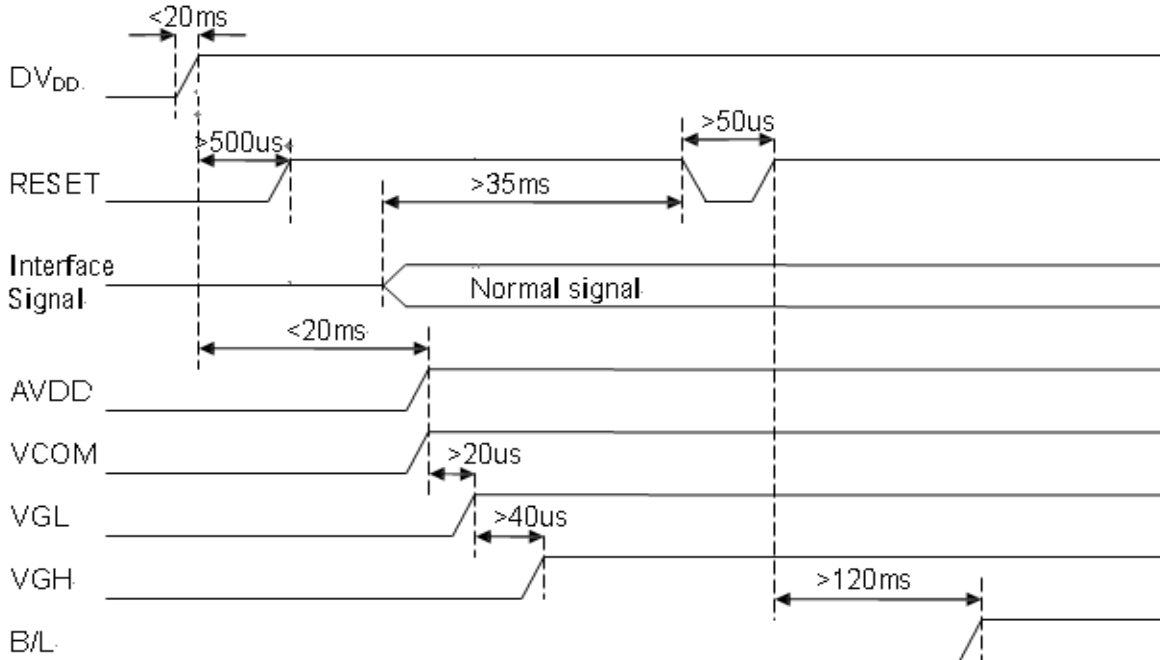 <20ms
DVDD
>50us
>500us
RESET
>35ms
Interface
Signal
Normal signal
<20ms
AVDD
VCOM
>20us
VGL
>40us
VGH
>120ms
B/L